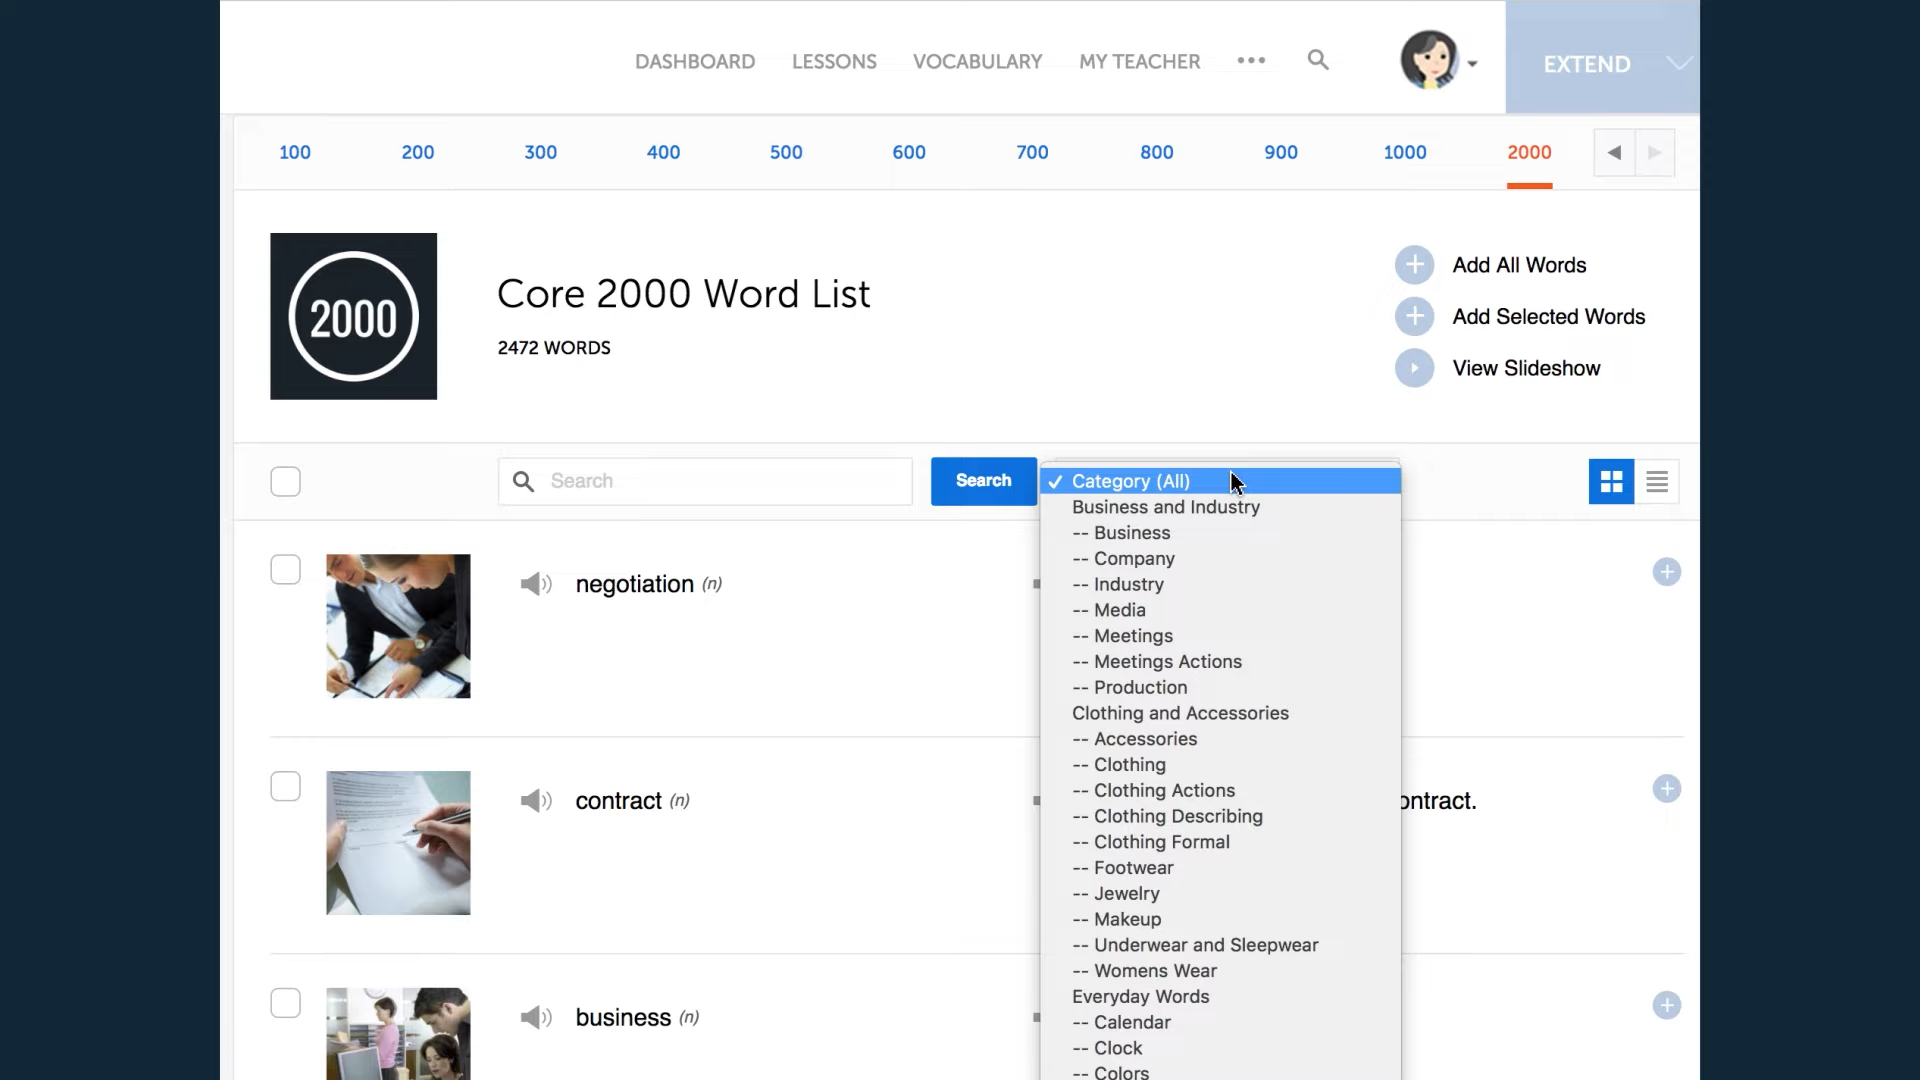 DASHBOARD LESSONS VOCABULARY MY TEACHER EXTEND
100 200 300 400 500 600 700 800 900 1000 2000
2000
Core 2000 Word List
2472 WORDS
Add All Words
Add Selected Words
View Slideshow
Search Search
✓ Category (All)
Business and Industry
-- Business
-- Company
-- Industry
-- Media
-- Meetings
-- Meetings Actions
-- Production
Clothing and Accessories
-- Accessories
-- Clothing
-- Clothing Actions
-- Clothing Describing
-- Clothing Formal
-- Footwear
-- Jewelry
-- Makeup
-- Underwear and Sleepwear
-- Womens Wear
Everyday Words
-- Calendar
-- Clock
-- Colors
negotiation (n)
contract (n) ontract.
business (n)